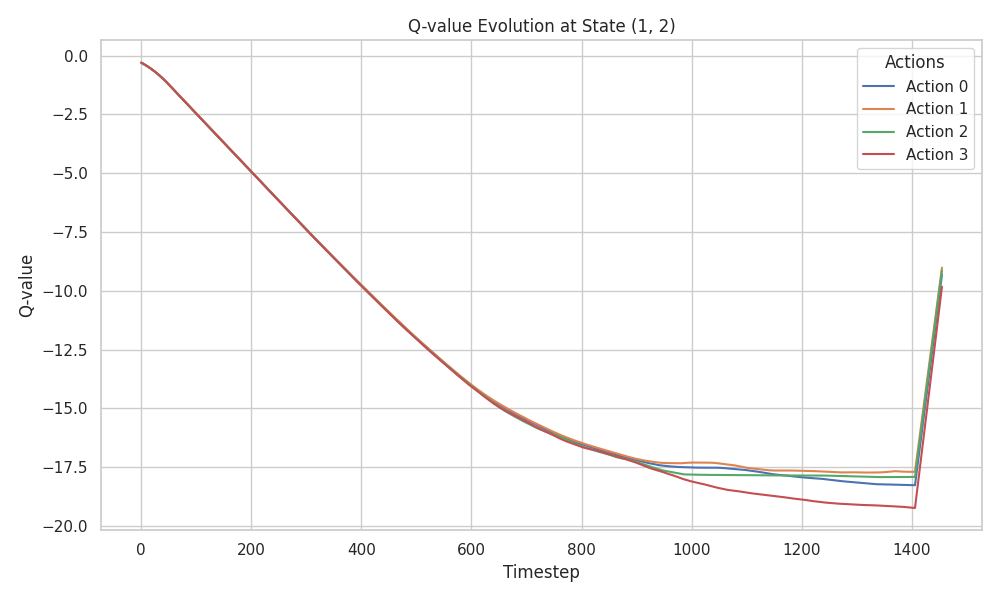 Q-value Evolution at State (1, 2)
Actions
Action 0
Action 1
Action 2
Action 3
Q-value
0.0
−2.5
−5.0
−7.5
−10.0
−12.5
−15.0
−17.5
−20.0
0 200 400 600 800 1000 1200 1400
Timestep